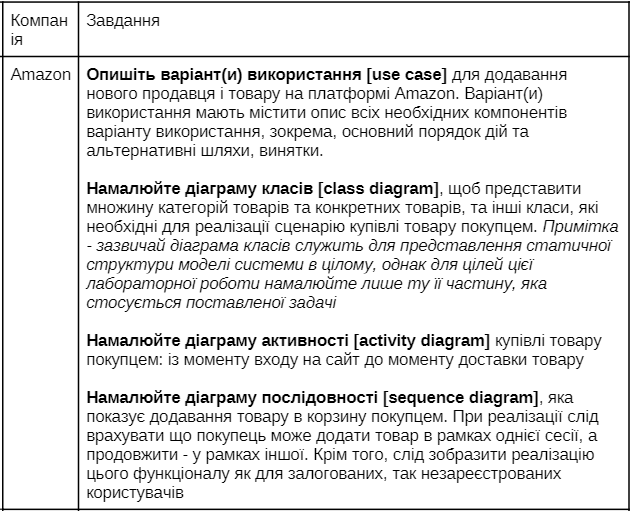 Компан
ія
Завдання
Amazon
Опишіть варіант(и) використання [use case] для додавання
нового продавця і товару на платформі Amazon. Варіант(и)
використання мають містити опис всіх необхідних компонентів
варіанту використання, зокрема, основний порядок дій та
альтернативні шляхи, винятки.
Намалюйте діаграму класів [class diagram], щоб представити
множину категорій товарів та конкретних товарів, та інші класи, які
необхідні для реалізації сценарію купівлі товару покупцем. Примітка
- зазвичай діаграма класів служить для представлення статичної
структури моделі системи в цілому, однак для цілей цієї
лабораторної роботи намалюйте лише ту її частину, яка
стосується поставленої задачі
Намалюйте діаграму активності [activity diagram] купівлі товару
покупцем: із моменту входу на сайт до моменту доставки товару
Намалюйте діаграму послідовності [sequence diagram], яка
показує додавання товару в корзину покупцем. При реалізації слід
врахувати що покупець може додати товар в рамках однієї сесії, а
продовжити - у рамках іншої. Крім того, слід зобразити реалізацію
цього функціоналу як для залогованих, так незареєстрованих
користувачів